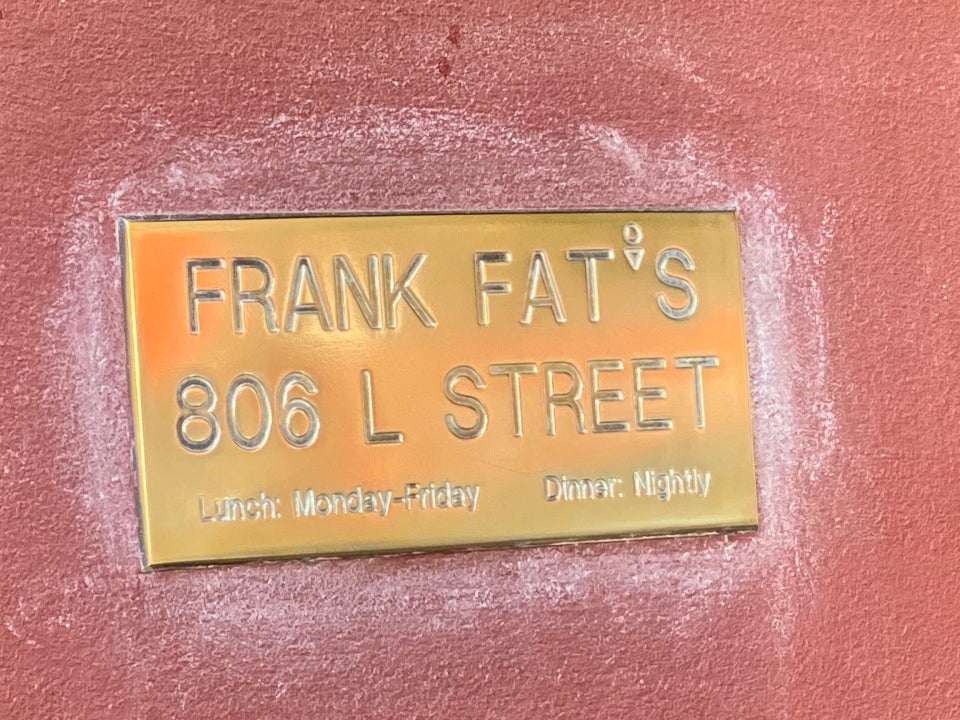 FRANK FAT'S
806 L STREET
Lunch: Monday-Friday Dinner: Nightly